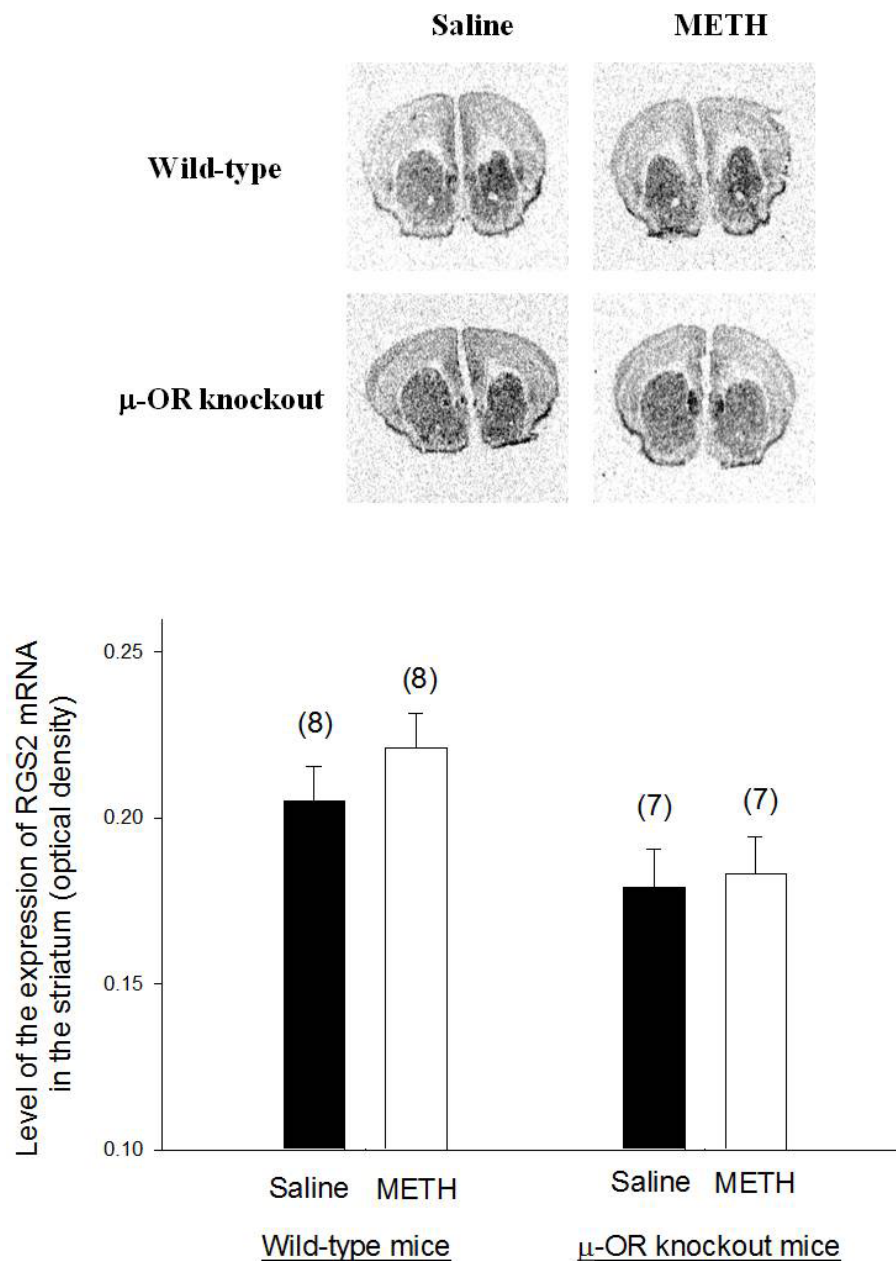 Saline METH
Wild-type
μ-OR knockout
Level of the expression of RGS2 mRNA
in the striatum (optical density)
0.25
0.20
0.15
0.10
(8)
(8)
(7)
(7)
Saline METH Saline METH
Wild-type mice μ-OR knockout mice